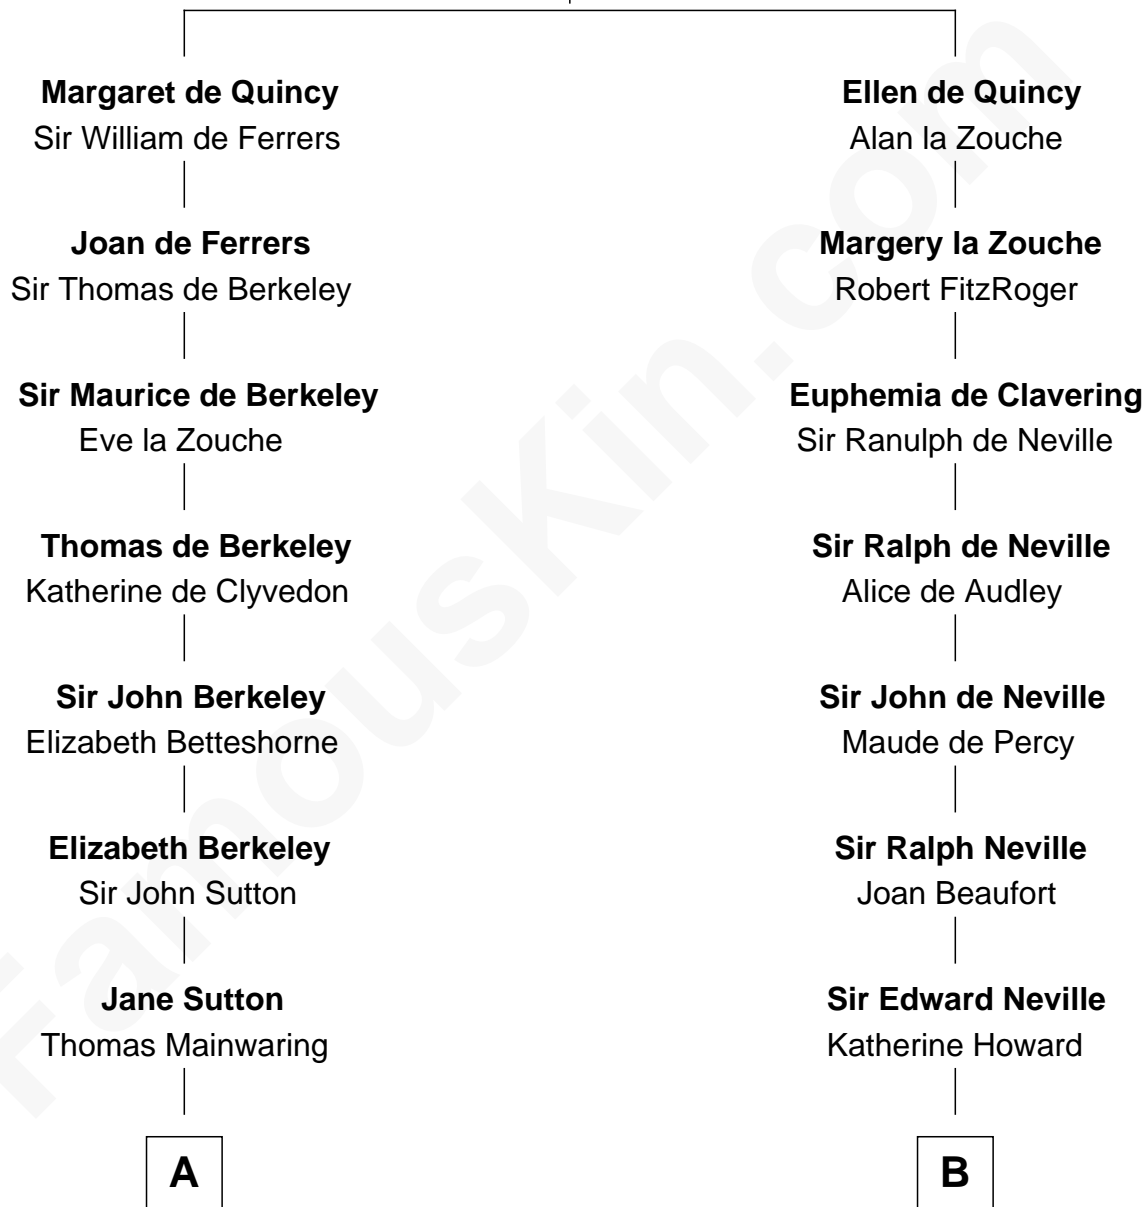 Margaret de Quincy
Sir William de Ferrers
Joan de Ferrers
Sir Thomas de Berkeley
Sir Maurice de Berkeley
Eve la Zouche
Thomas de Berkeley
Katherine de Clyvedon
Sir John Berkeley
Elizabeth Betteshorne
Elizabeth Berkeley
Sir John Sutton
Jane Sutton
Thomas Mainwaring
A
Ellen de Quincy
Alan la Zouche
Margery la Zouche
Robert FitzRoger
Euphemia de Clavering
Sir Ranulph de Neville
Sir Ralph de Neville
Alice de Audley
Sir John de Neville
Maude de Percy
Sir Ralph Neville
Joan Beaufort
Sir Edward Neville
Katherine Howard
B
FamousKin.com